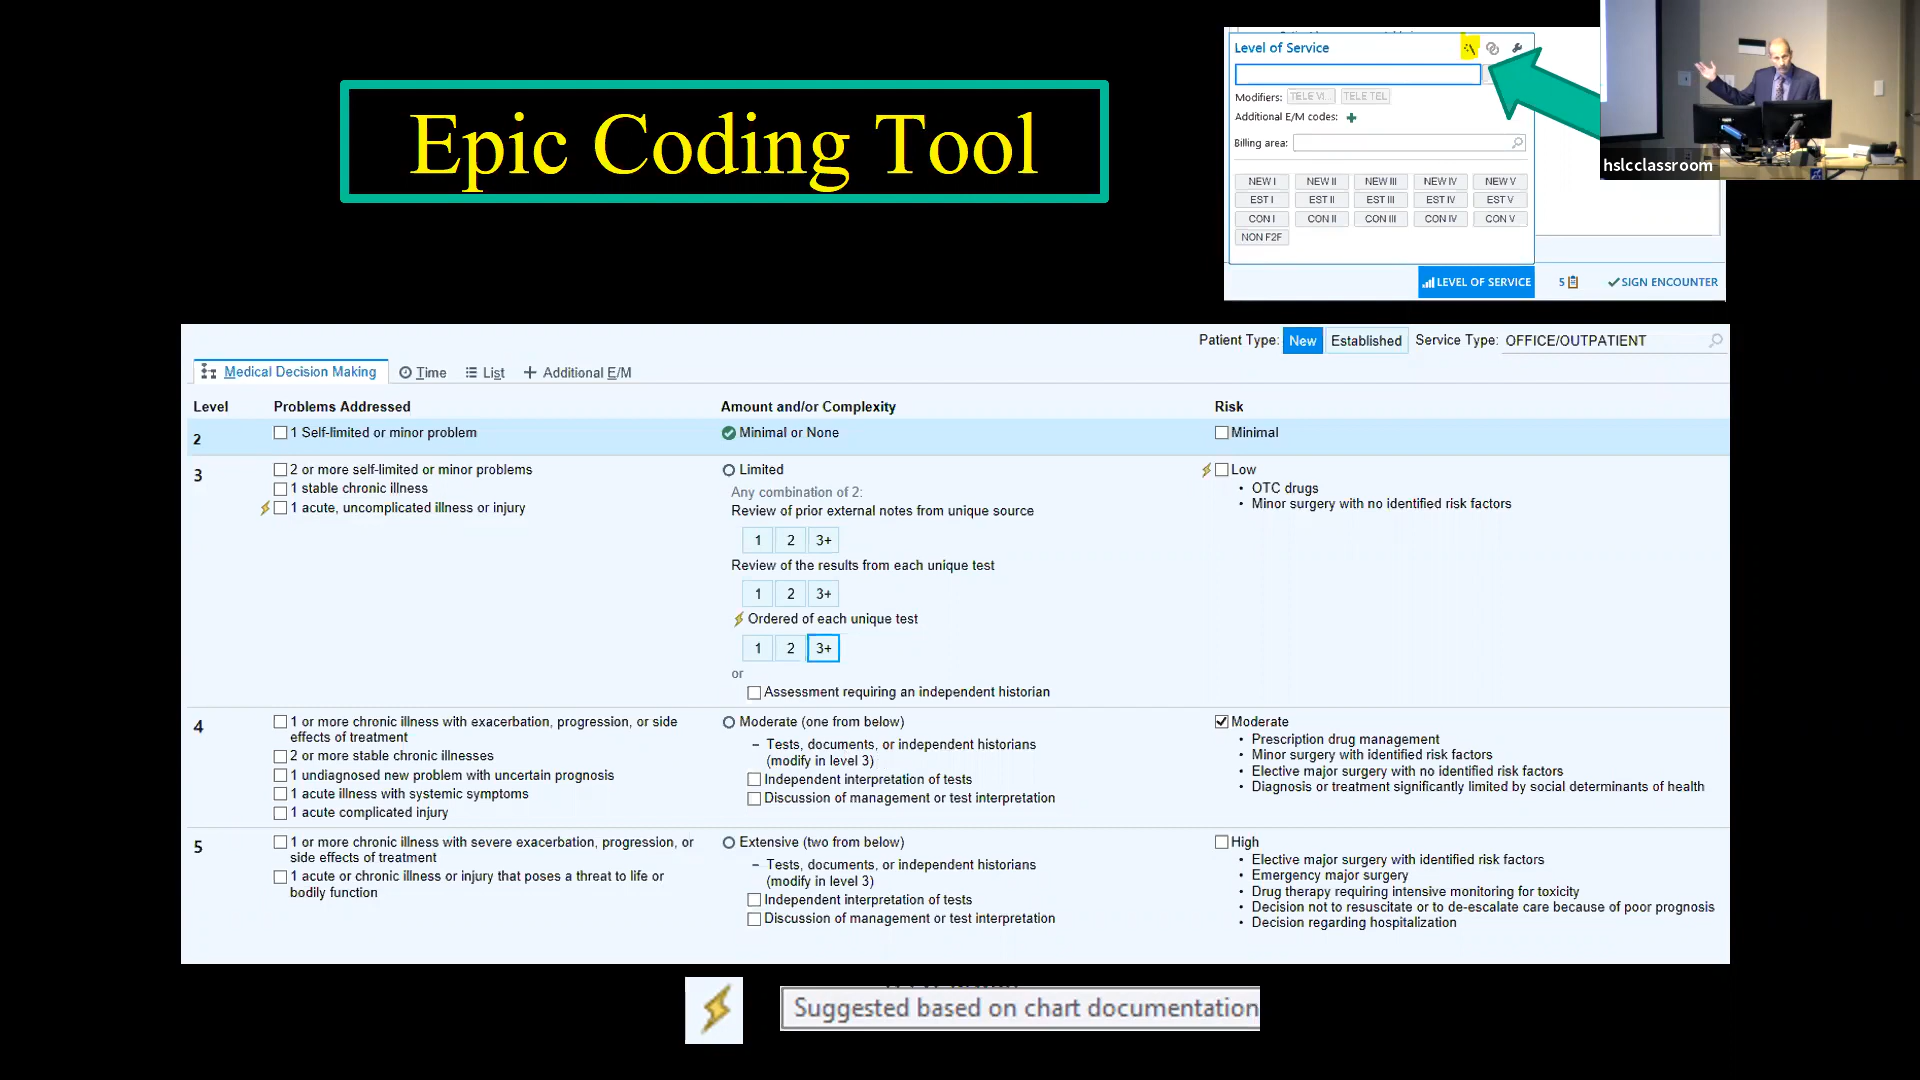 Epic Coding Tool
Level of Service
Modifiers: TELE VI... TELE TEL
Additional E/M codes:
Billing area:
NEW I NEW II NEW III NEW IV NEW V
EST I EST II EST III EST IV EST V
CON I CON II CON III CON IV CON V
NON F2F
LEVEL OF SERVICE 5 SIGN ENCOUNTER
hslcclassroom
Patient Type: New Established Service Type: OFFICE/OUTPATIENT
Medical Decision Making Time List + Additional E/M
Level Problems Addressed Amount and/or Complexity Risk
2 1 Self-limited or minor problem Minimal or None Minimal
3 2 or more self-limited or minor problems
1 stable chronic illness
1 acute, uncomplicated illness or injury
Limited
Any combination of 2:
Review of prior external notes from unique source
1 2 3+
Review of the results from each unique test
1 2 3+
Ordered of each unique test
1 2 3+
or
Assessment requiring an independent historian
Low
• OTC drugs
• Minor surgery with no identified risk factors
4 1 or more chronic illness with exacerbation, progression, or side
effects of treatment
2 or more stable chronic illnesses
1 undiagnosed new problem with uncertain prognosis
1 acute illness with systemic symptoms
1 acute complicated injury
Moderate (one from below)
– Tests, documents, or independent historians
(modify in level 3)
Independent interpretation of tests
Discussion of management or test interpretation
Moderate
• Prescription drug management
• Minor surgery with identified risk factors
• Elective major surgery with no identified risk factors
• Diagnosis or treatment significantly limited by social determinants of health
5 1 or more chronic illness with severe exacerbation, progression, or
side effects of treatment
1 acute or chronic illness or injury that poses a threat to life or
bodily function
Extensive (two from below)
– Tests, documents, or independent historians
(modify in level 3)
Independent interpretation of tests
Discussion of management or test interpretation
High
• Elective major surgery with identified risk factors
• Emergency major surgery
• Drug therapy requiring intensive monitoring for toxicity
• Decision not to resuscitate or to de-escalate care because of poor prognosis
• Decision regarding hospitalization
Suggested based on chart documentation